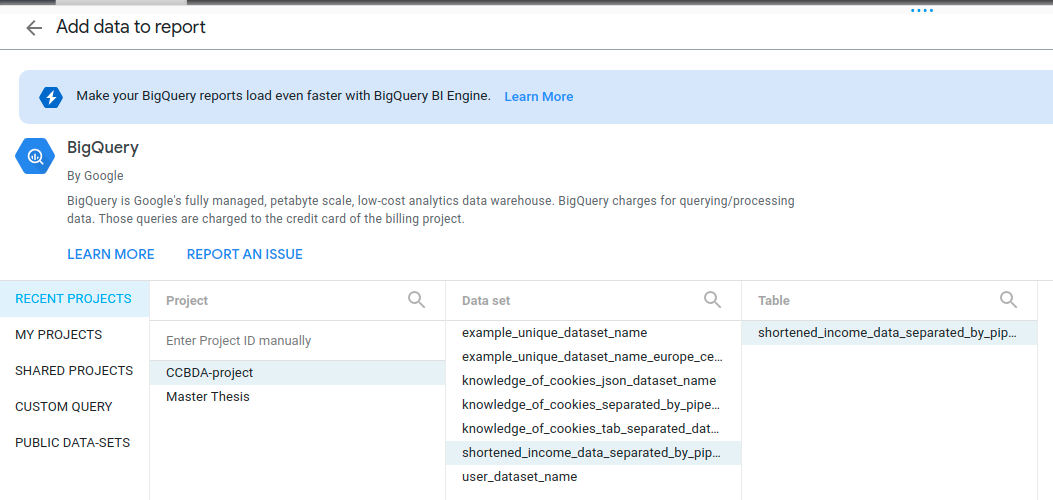 Add data to report
Make your BigQuery reports load even faster with BigQuery BI Engine. Learn More
BigQuery
By Google
BigQuery is Google's fully managed, petabyte scale, low-cost analytics data warehouse. BigQuery charges for querying/processing
data. Those queries are charged to the credit card of the billing project.
LEARN MORE REPORT AN ISSUE
RECENT PROJECTS
MY PROJECTS
SHARED PROJECTS
CUSTOM QUERY
PUBLIC DATA-SETS
Project
Enter Project ID manually
CCBDA-project
Master Thesis
Data set
example_unique_dataset_name
example_unique_dataset_name_europe_ce...
knowledge_of_cookies_json_dataset_name
knowledge_of_cookies_separated_by_pipe...
knowledge_of_cookies_tab_separated_dat...
shortened_income_data_separated_by_pip...
user_dataset_name
Table
shortened_income_data_separated_by_pip...